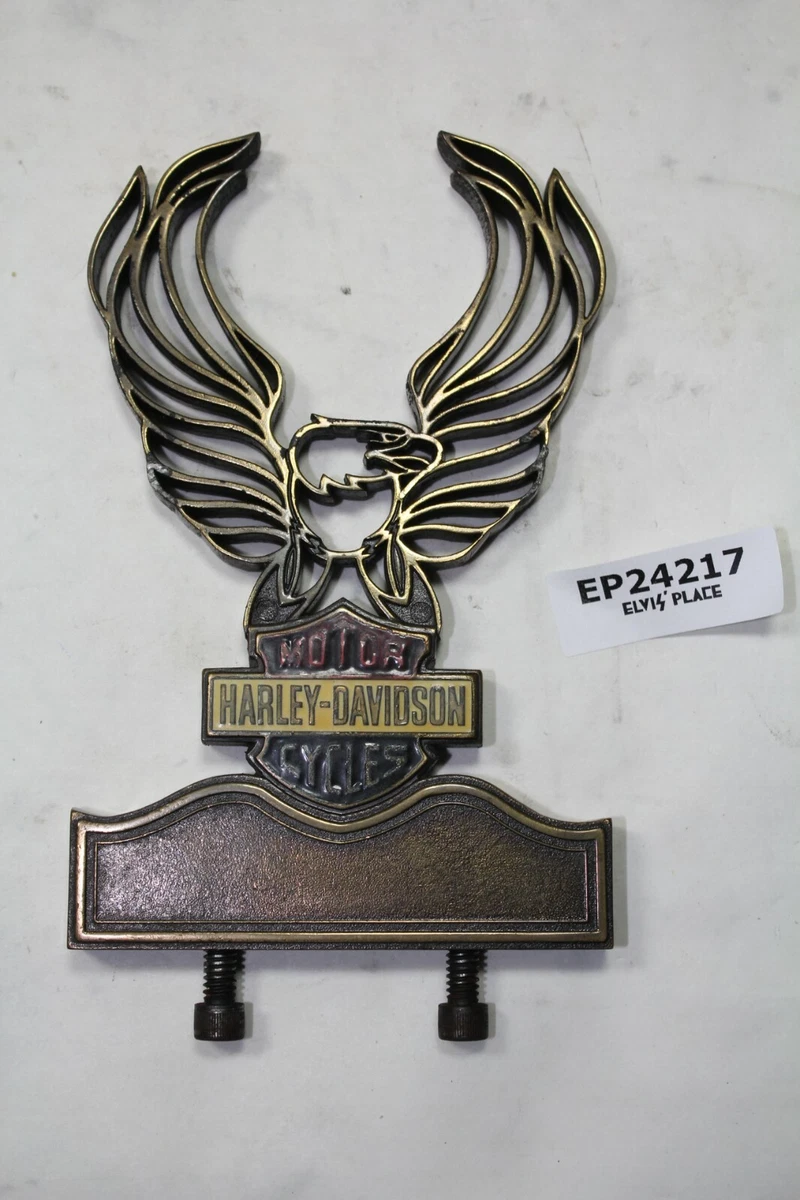 MOTOR
HARLEY-DAVIDSON
CYCLES
EP24217
ELVIS' PLACE